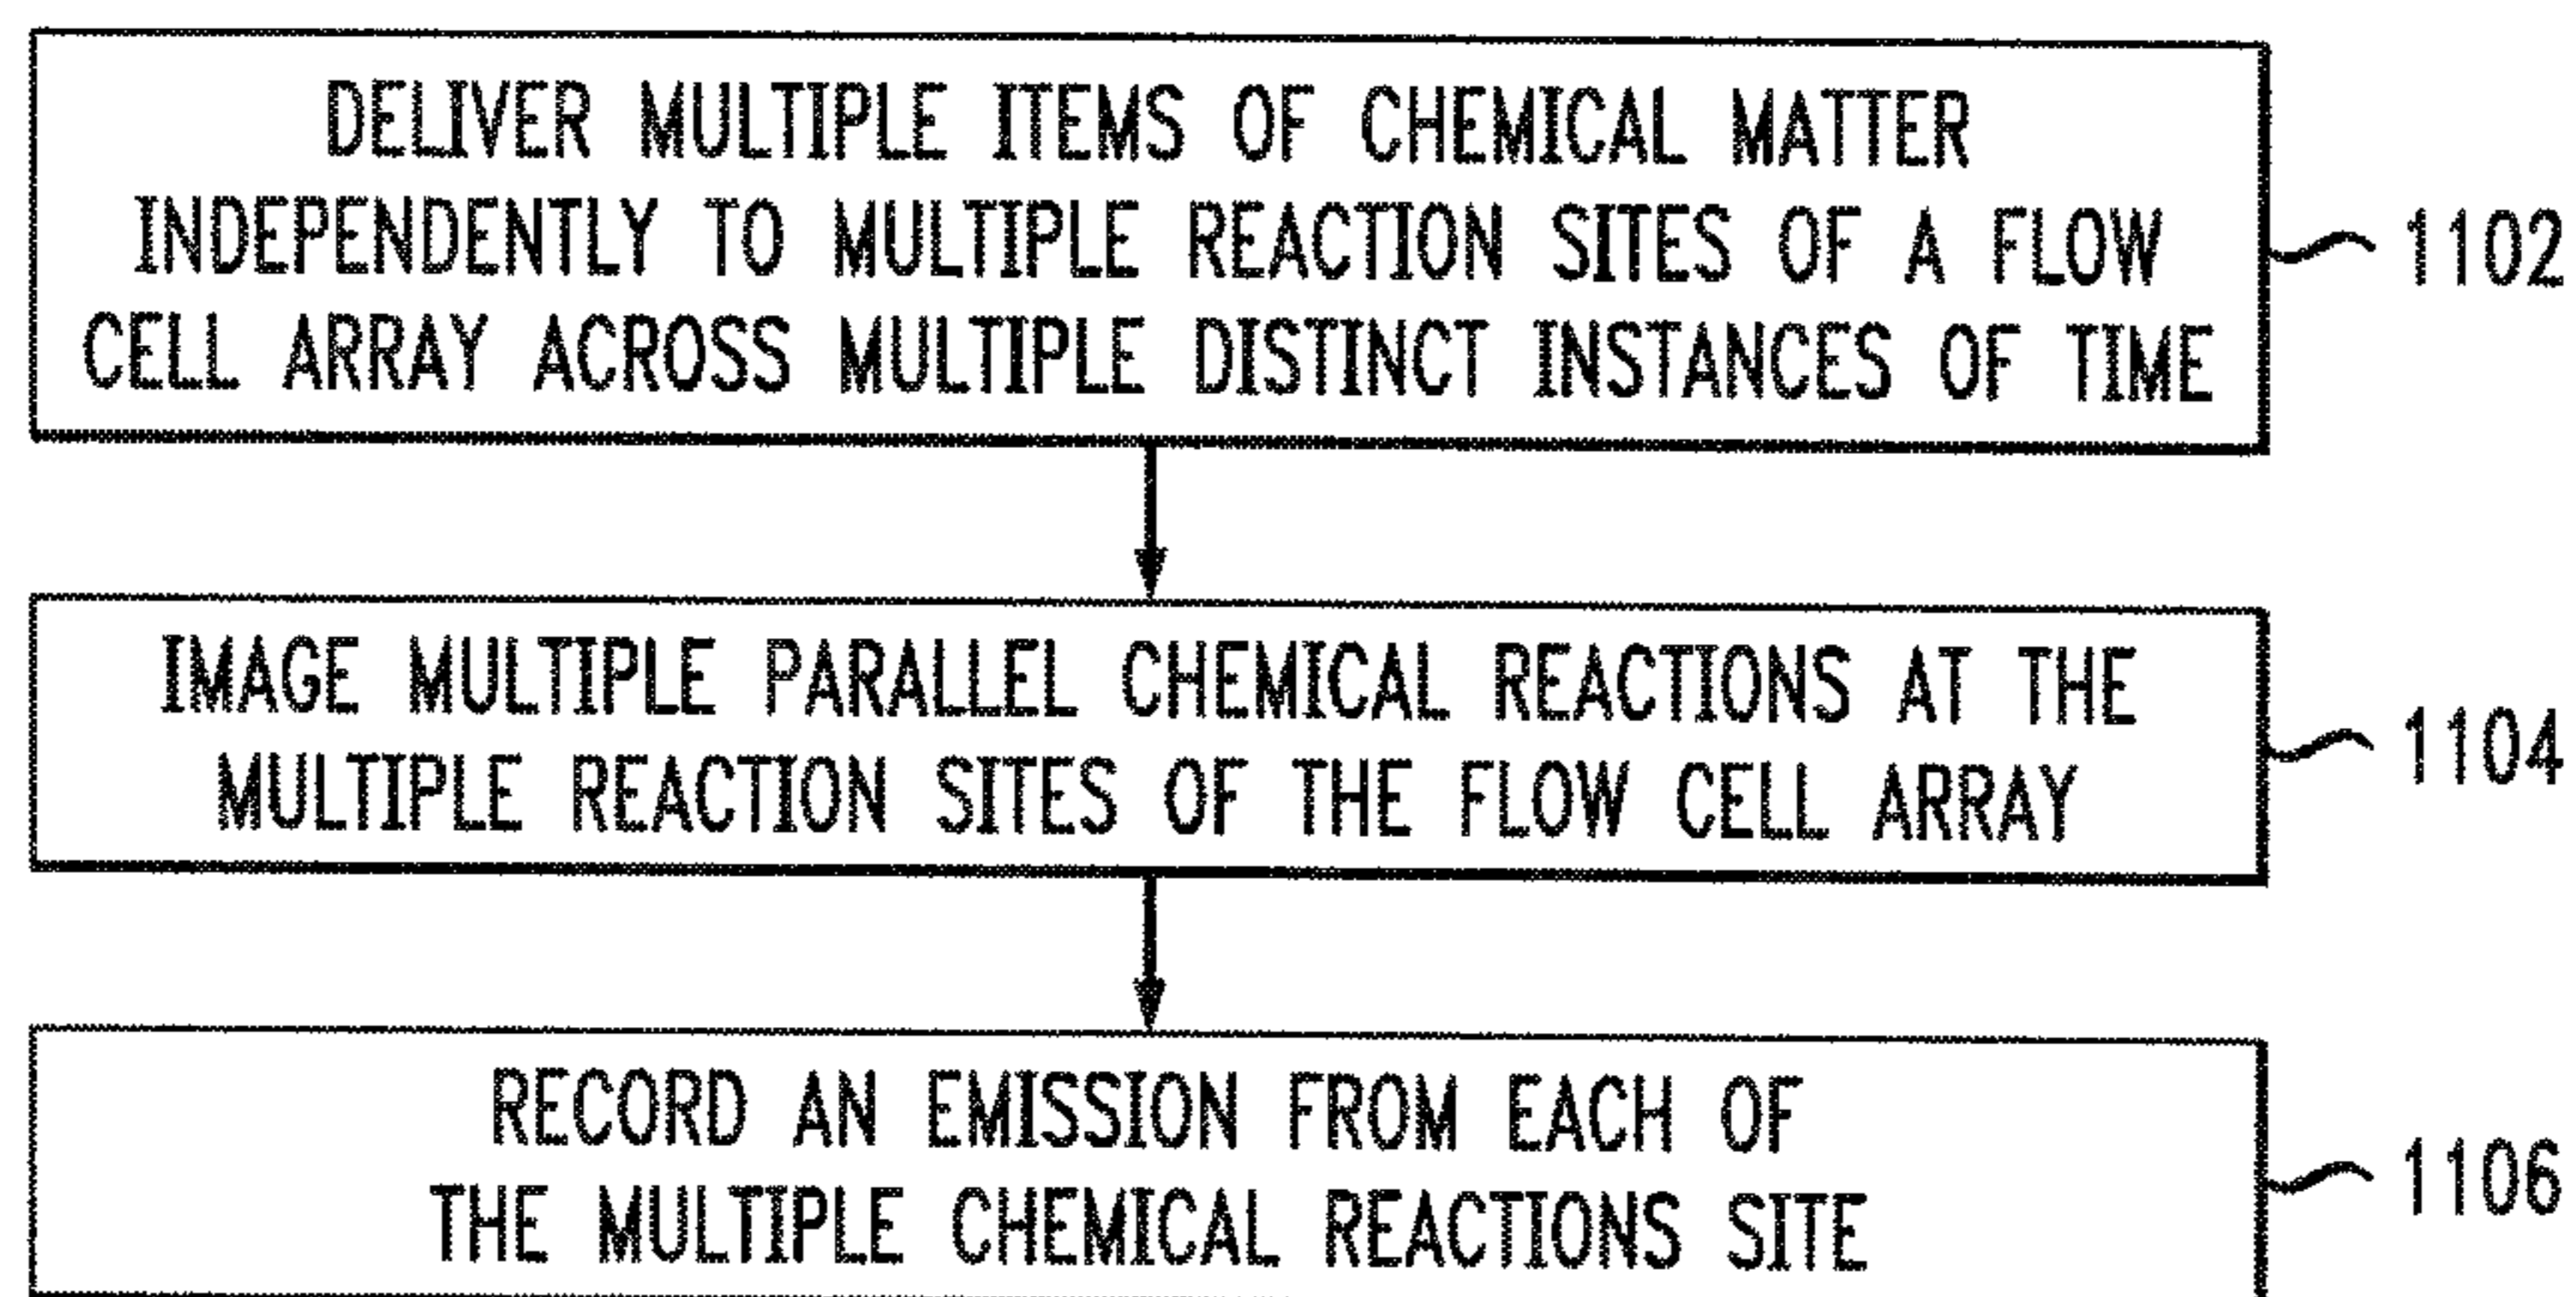 DELIVER MULTIPLE ITEMS OF CHEMICAL MATTER
INDEPENDENTLY TO MULTIPLE REACTION SITES OF A FLOW
CELL ARRAY ACROSS MULTIPLE DISTINCT INSTANCES OF TIME
1102
IMAGE MULTIPLE PARALLEL CHEMICAL REACTIONS AT THE
MULTIPLE REACTION SITES OF THE FLOW CELL ARRAY
1104
RECORD AN EMISSION FROM EACH OF
THE MULTIPLE CHEMICAL REACTIONS SITE
1106